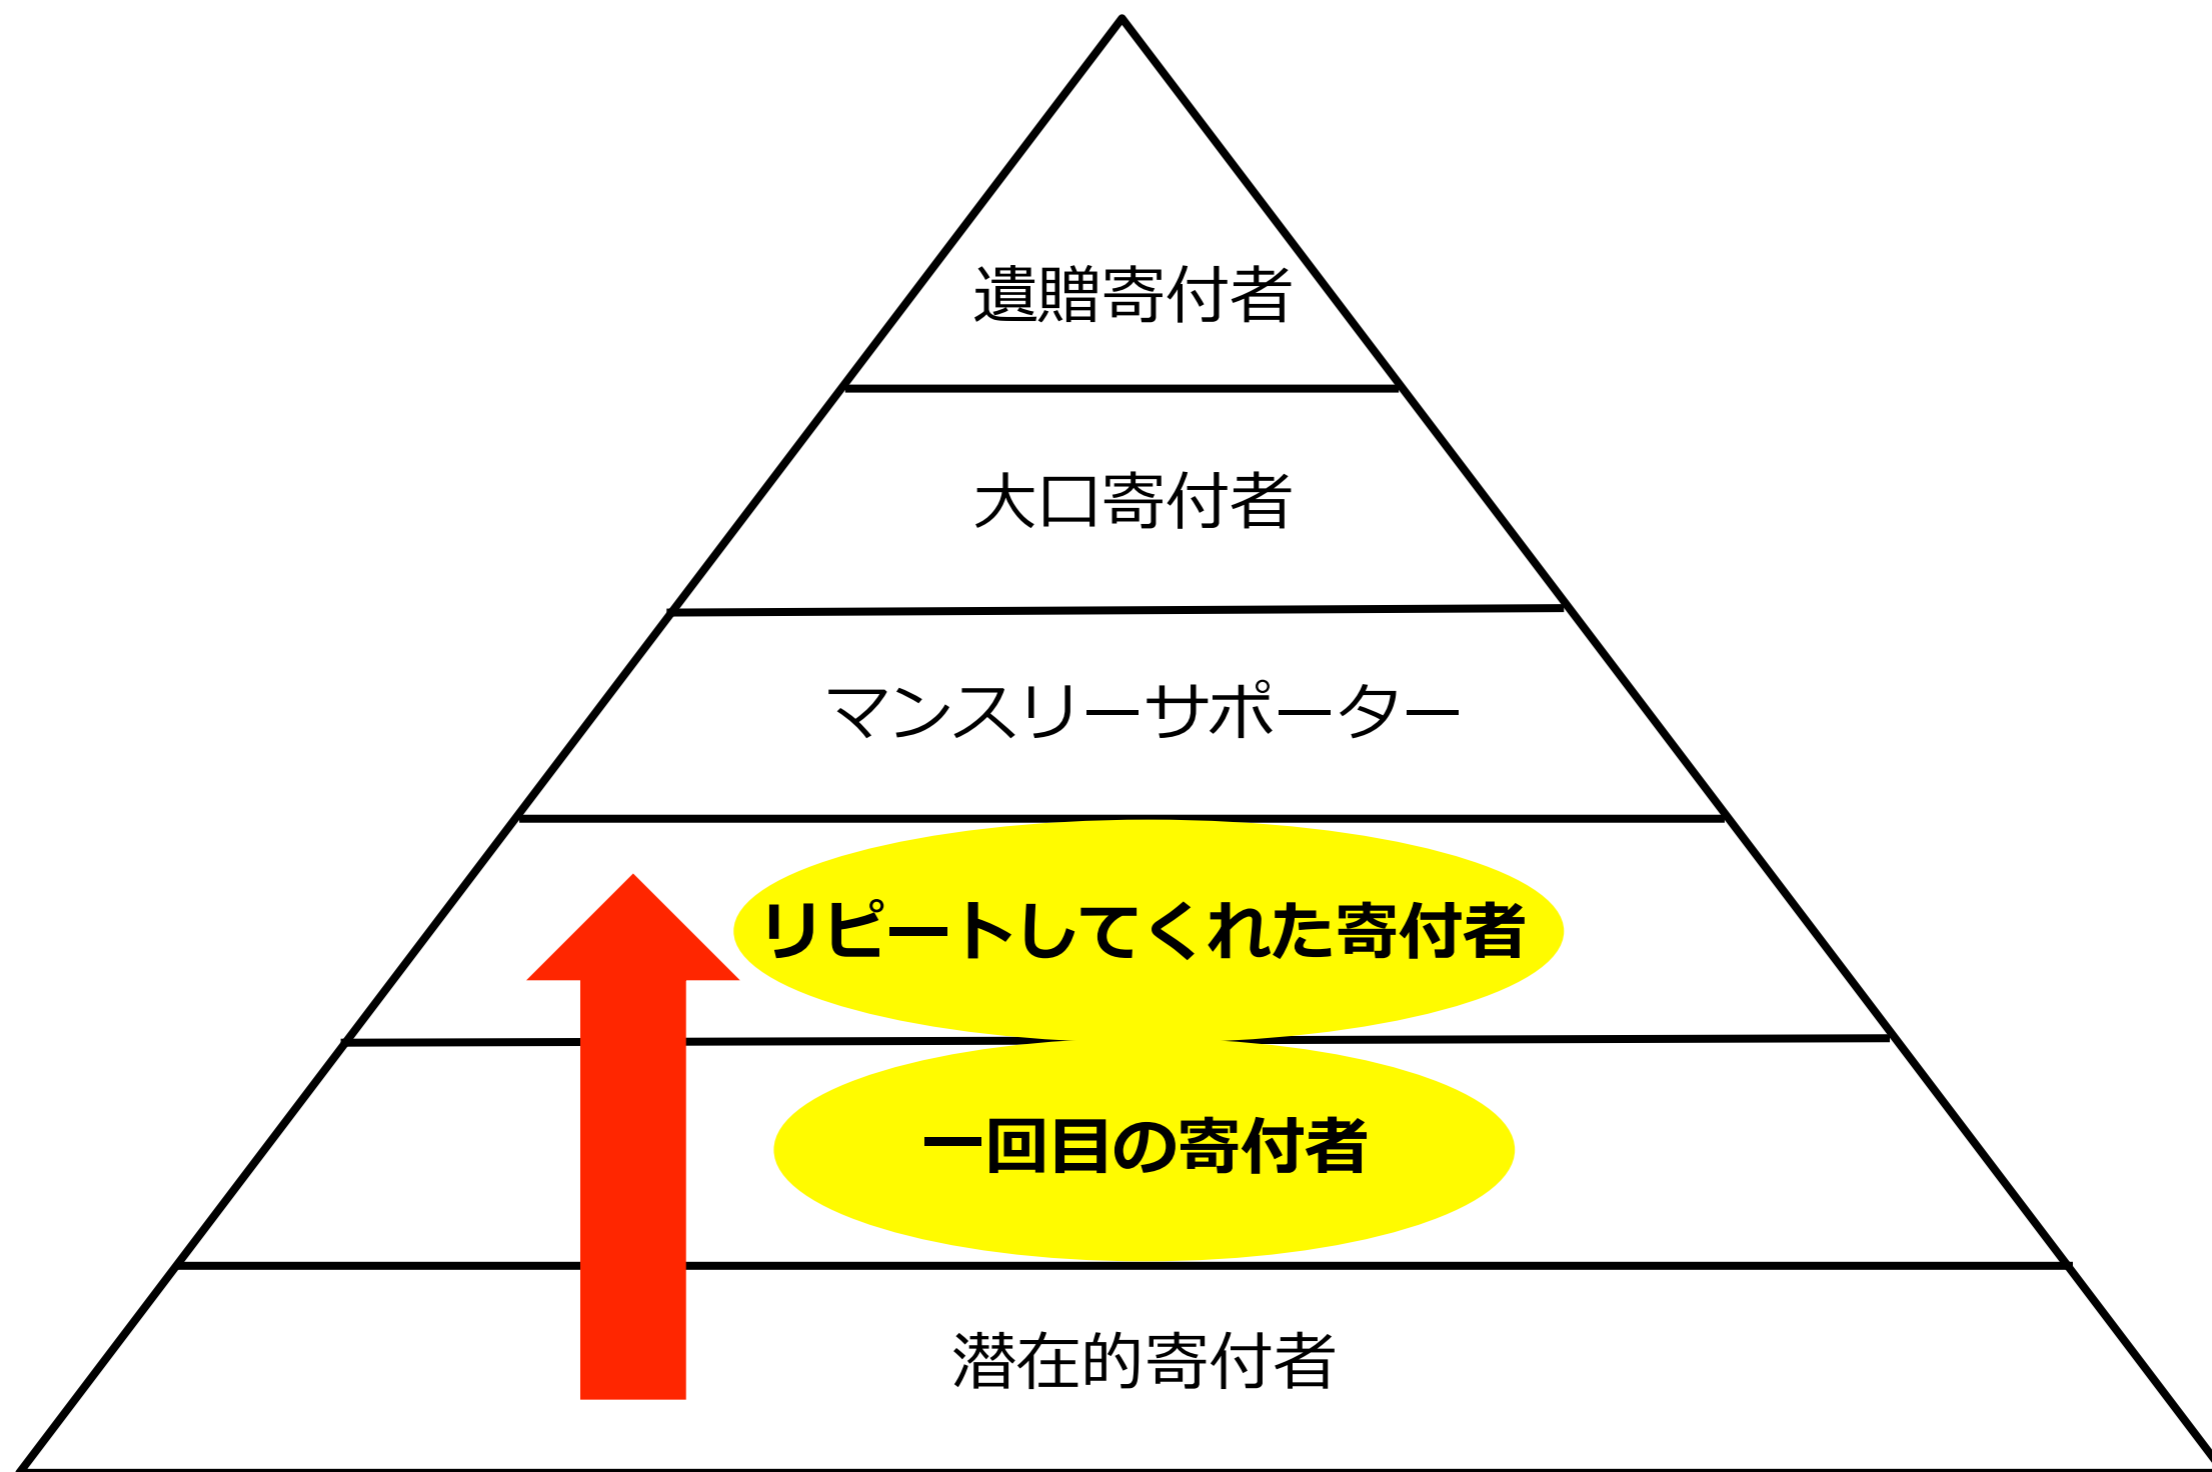 遺贈寄付者
大口寄付者
マンスリーサポーター
リピートしてくれた寄付者
一回目の寄付者
潜在的寄付者